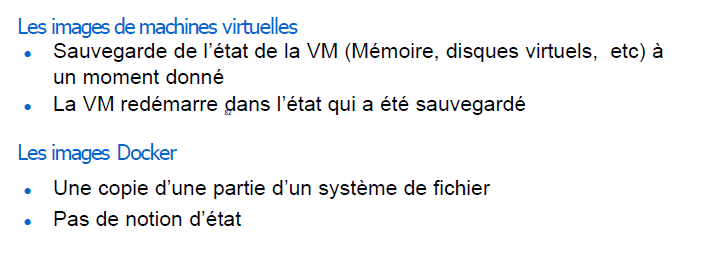 Les images de machines virtuelles
• Sauvegarde de l'état de la VM (Mémoire, disques virtuels, etc) à
un moment donné
• La VM redémarre dans l'état qui a été sauvegardé
82
Les images Docker
• Une copie d'une partie d'un système de fichier
• Pas de notion d'état